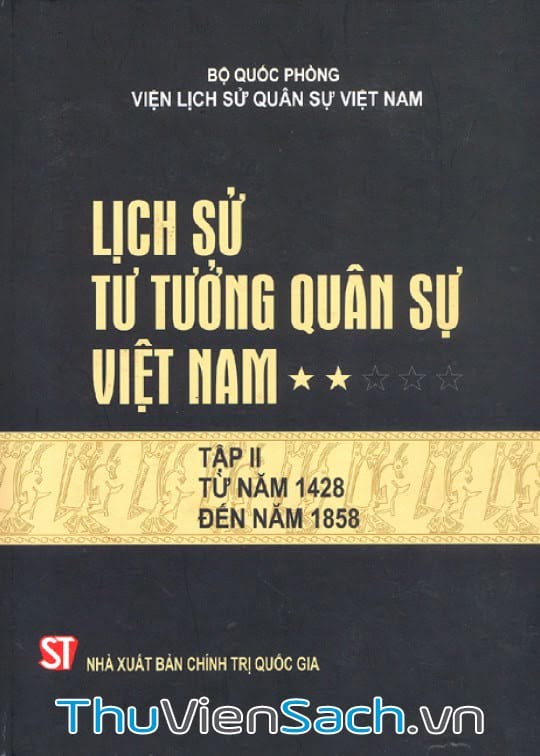 BỘ QUỐC PHÒNG
VIỆN LỊCH SỬ QUÂN SỰ VIỆT NAM
LỊCH SỬ
TƯ TƯỞNG QUÂN SỰ
VIỆT NAM
TẬP II
TỪ NĂM 1428
ĐẾN NĂM 1858
ST NHÀ XUẤT BẢN CHÍNH TRỊ QUỐC GIA
ThuVienSach.vn